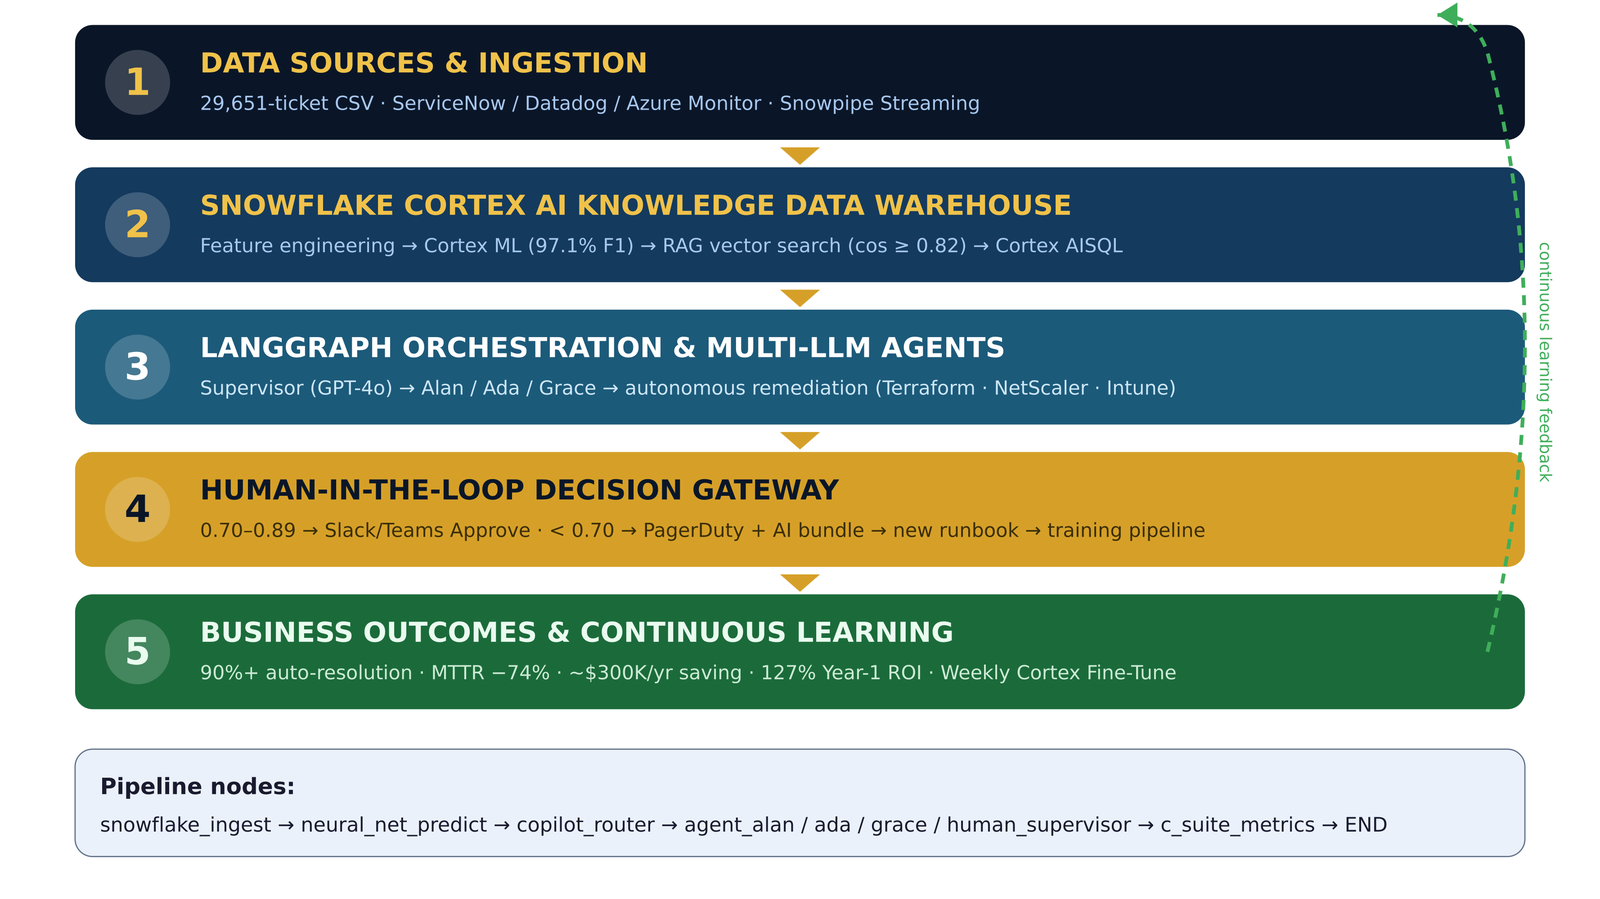 1
DATA SOURCES & INGESTION
29,651-ticket CSV · ServiceNow / Datadog / Azure Monitor · Snowpipe Streaming
2
SNOWFLAKE CORTEX AI KNOWLEDGE DATA WAREHOUSE
Feature engineering → Cortex ML (97.1% F1) → RAG vector search (cos ≥ 0.82) → Cortex AISQL
3
LANGGRAPH ORCHESTRATION & MULTI-LLM AGENTS
Supervisor (GPT-4o) → Alan / Ada / Grace → autonomous remediation (Terraform · NetScaler · Intune)
4
HUMAN-IN-THE-LOOP DECISION GATEWAY
0.70–0.89 → Slack/Teams Approve · < 0.70 → PagerDuty + AI bundle → new runbook → training pipeline
5
BUSINESS OUTCOMES & CONTINUOUS LEARNING
90%+ auto-resolution · MTTR −74% · ~$300K/yr saving · 127% Year-1 ROI · Weekly Cortex Fine-Tune
continuous learning feedback
Pipeline nodes:
snowflake_ingest → neural_net_predict → copilot_router → agent_alan / ada / grace / human_supervisor → c_suite_metrics → END